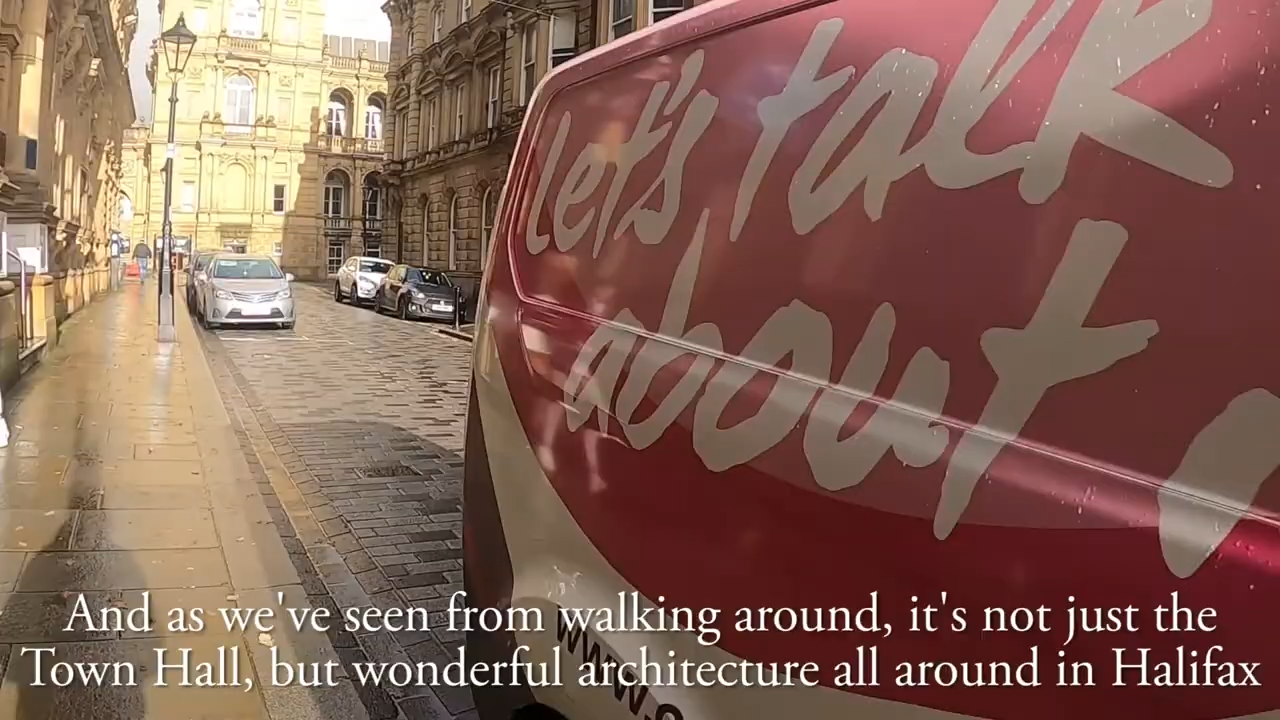 Let's talk
about
www.
And as we've seen from walking around, it's not just the
Town Hall, but wonderful architecture all around in Halifax